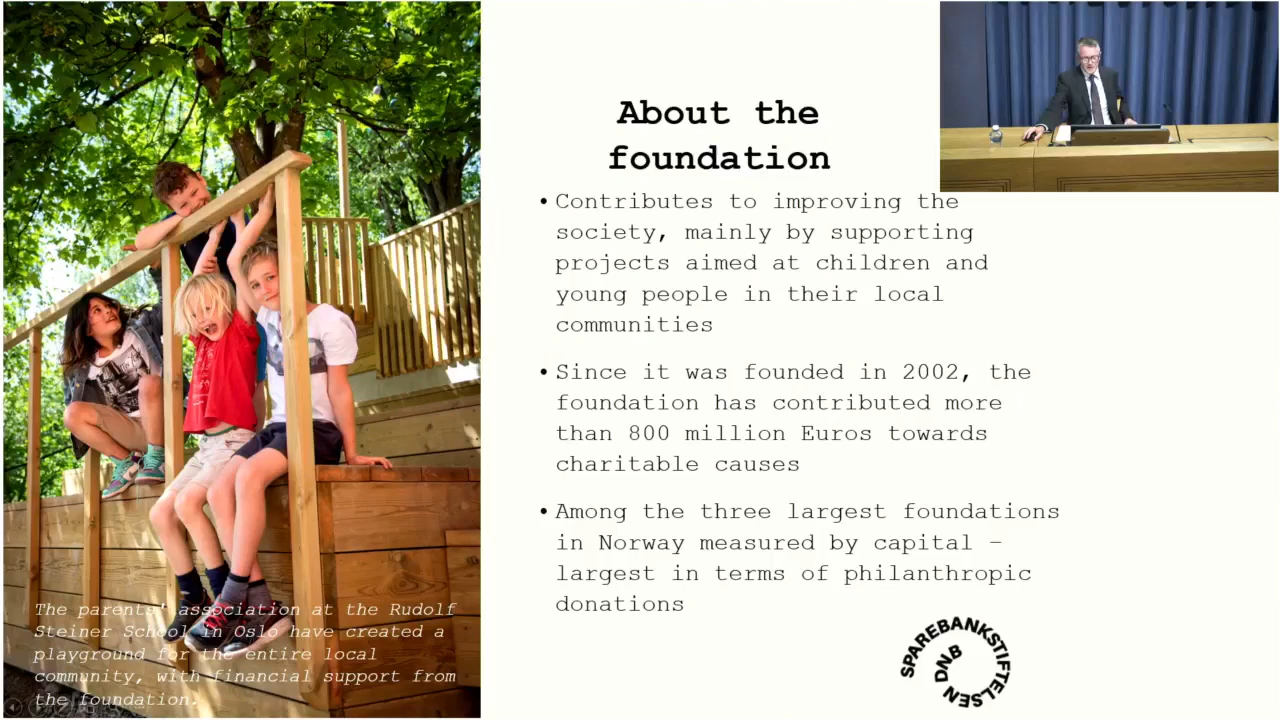 About the
foundation
• Contributes to improving the
society, mainly by supporting
projects aimed at children and
young people in their local
communities
• Since it was founded in 2002, the
foundation has contributed more
than 800 million Euros towards
charitable causes
• Among the three largest foundations
in Norway measured by capital –
largest in terms of philanthropic
donations
The parents' association at the Rudolf
Steiner School in Oslo have created a
playground for the entire local
community, with financial support from
the foundation.
SPAREBANKSTIFTELSEN
DNB